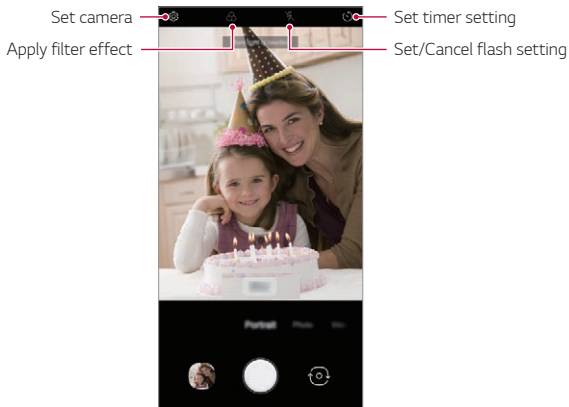 Set camera
Set timer setting
Apply filter effect
Set/Cancel flash setting
Portrait
Photo